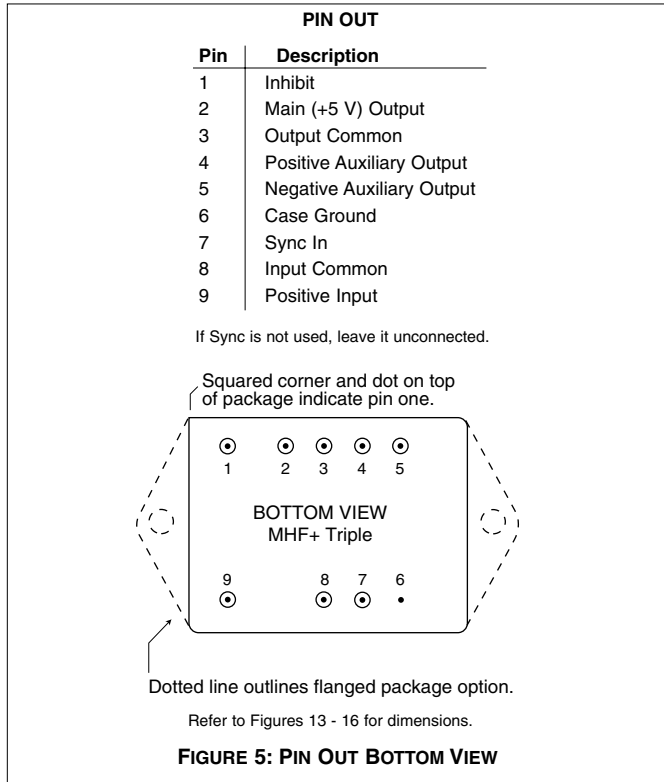 PIN OUT
Pin Description
1 Inhibit
2 Main (+5 V) Output
3 Output Common
4 Positive Auxiliary Output
5 Negative Auxiliary Output
6 Case Ground
7 Sync In
8 Input Common
9 Positive Input
If Sync is not used, leave it unconnected.
Squared corner and dot on top
of package indicate pin one.
1 2 3 4 5
BOTTOM VIEW
MHF+ Triple
9 8 7 6
Dotted line outlines flanged package option.
Refer to Figures 13 - 16 for dimensions.
FIGURE 5: PIN OUT BOTTOM VIEW